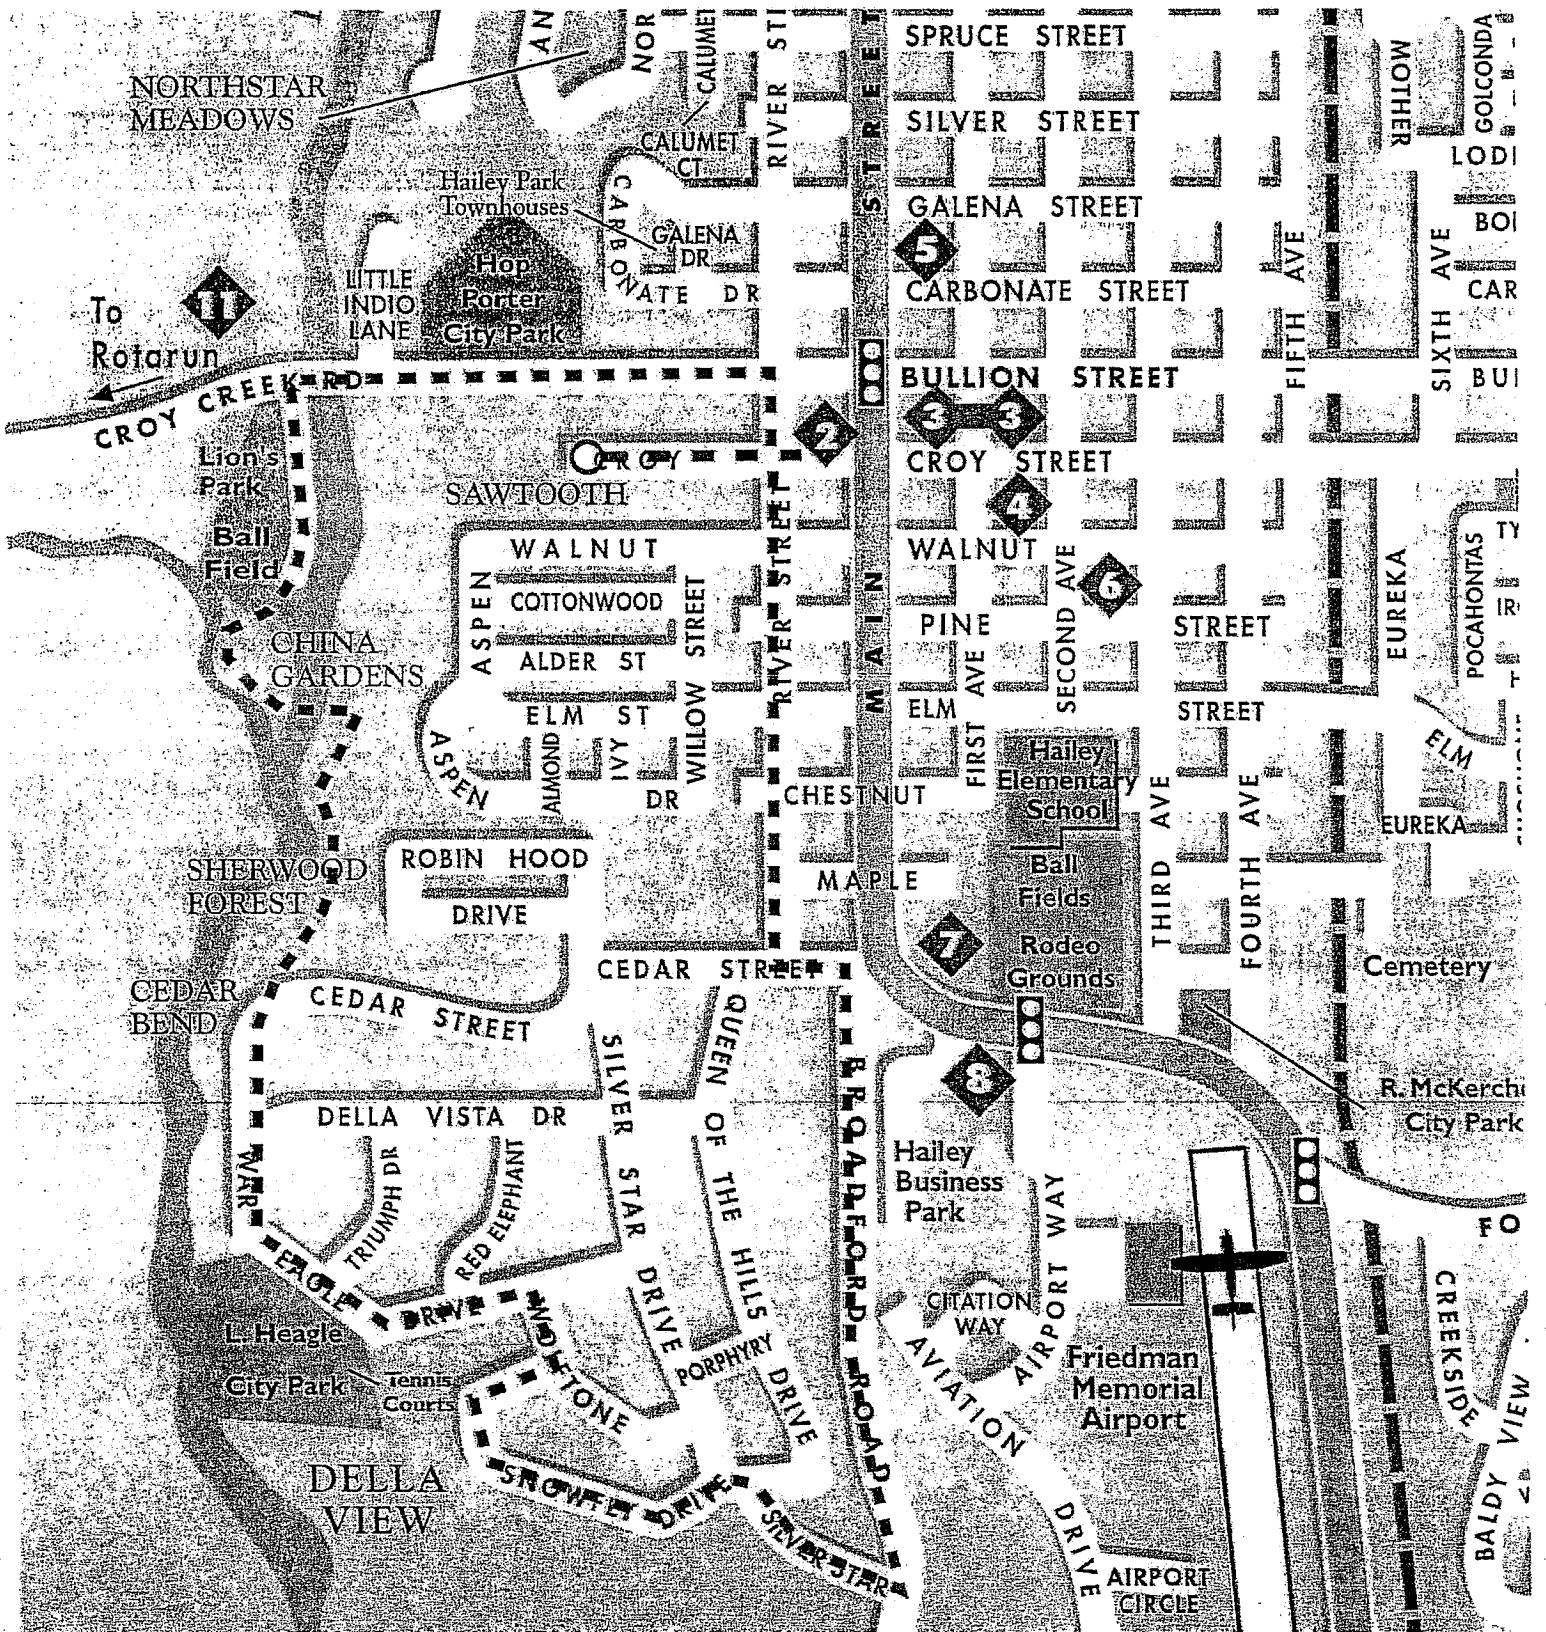 SPRUCE STREET
NORTHSTAR
MEADOWS
CALUMET
MOTHER
GOLCONDA
SILVER STREET
RIVER
CALUMET
CT
Hailey Park
Townhouses
GALENA STREET
GALENA
DR
5
CARBONATE DR
LITTLE
INDIO
LANE
Hop
Porter
City Park
CARBONATE STREET
FIFTH AVE
SIXTH AVE
11
To
Rotarun
CROY CREEK RD
BULLION STREET
2
3 3
CROY
CROY STREET
Lion's
Park
SAWTOOTH
4
Ball
Field
WALNUT
WALNUT
MAIN STREET
RIVER STREET
COTTONWOOD
ASPEN
WILLOW STREET
SECOND AVE
6
EUREKA
POCAHONTAS
CHINA
GARDENS
ALDER ST
PINE STREET
ELM ST
ELM STREET
FIRST AVE
ELM
ASPEN DR
ALMOND
IVY
Hailey
Elementary
School
CHESTNUT
THIRD AVE
FOURTH AVE
EUREKA
SHERWOOD
FOREST
ROBIN HOOD
DRIVE
MAPLE
Ball
Fields
7
Rodeo
Grounds
CEDAR STREET
Cemetery
CEDAR
BEND
CEDAR STREET
QUEEN OF THE HILLS DRIVE
SILVER STAR DRIVE
8
R. McKerch
City Park
DELLA VISTA DR
WAR
EAGLE DRIVE
TRIUMPH DR
RED ELEPHANT
BROADFORD ROAD
Hailey
Business
Park
AIRPORT WAY
FO
CITATION
WAY
WOLFTONE
PORPHYRY
L. Heagle
City Park
Tennis
Courts
AVIATION DRIVE
Friedman
Memorial
Airport
CREEKSIDE
BALDY VIEW
DELLA
VIEW
SNOWFLY DRIVE
SILVER STAR
AIRPORT
CIRCLE